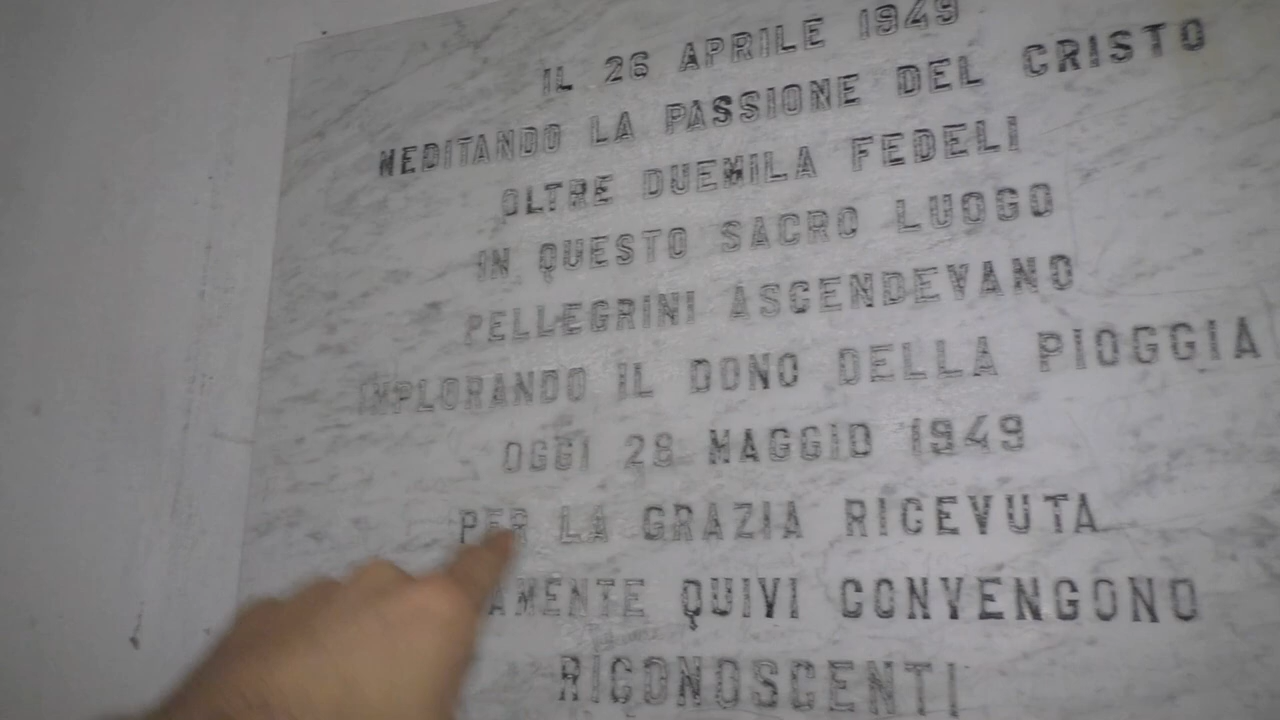 IL 26 APRILE 1949
MEDITANDO LA PASSIONE DEL CRISTO
OLTRE DUEMILA FEDELI
IN QUESTO SACRO LUOGO
PELLEGRINI ASCENDEVANO
IMPLORANDO IL DONO DELLA PIOGGIA
OGGI 28 MAGGIO 1949
PER LA GRAZIA RICEVUTA
QUIVI CONVENGONO
RICONOSCENTI